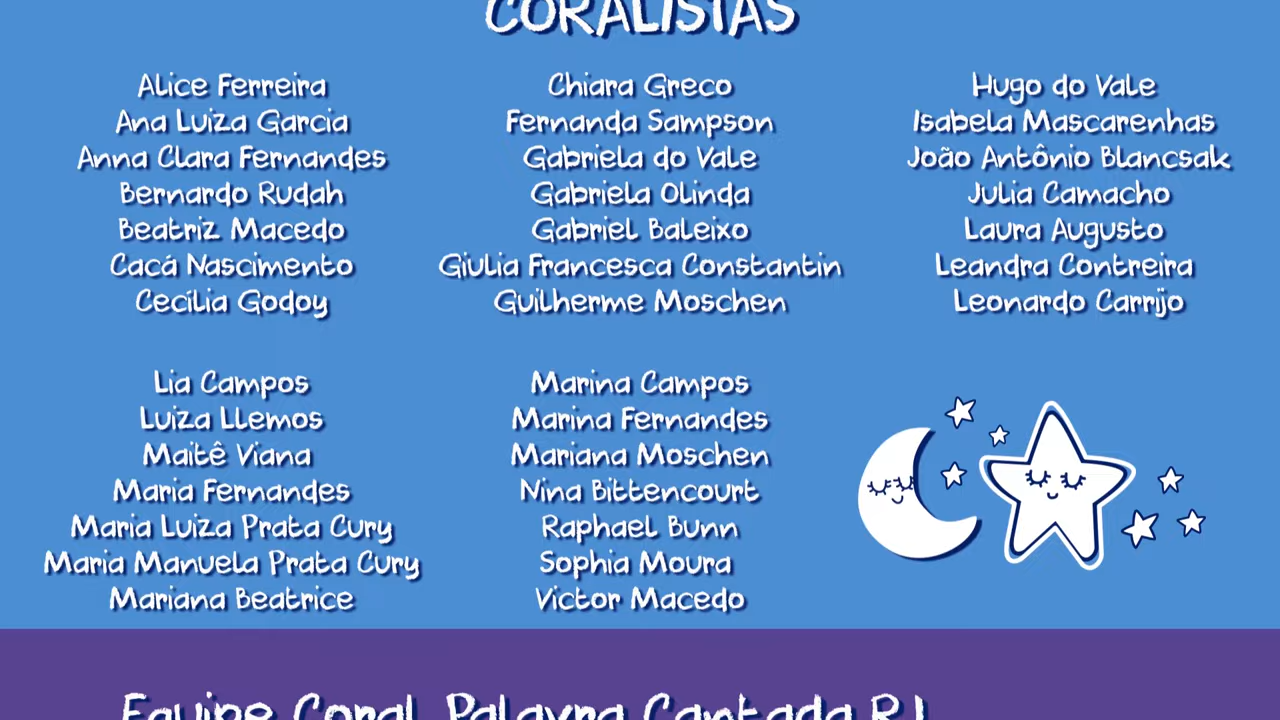 CORALISTAS
Alice Ferreira
Ana Luiza Garcia
Anna Clara Fernandes
Bernardo Rudah
Beatriz Macedo
Cacá Nascimento
Cecília Godoy
Chiara Greco
Fernanda Sampson
Gabriela do Vale
Gabriela Olinda
Gabriel Baleixo
Giulia Francesca Constantin
Guilherme Moschen
Hugo do Vale
Isabela Mascarenhas
João Antônio Blancsak
Julia Camacho
Laura Augusto
Leandra Contreira
Leonardo Carrijo
Lia Campos
Luiza Llemos
Maitê Viana
Maria Fernandes
Maria Luiza Prata Cury
Maria Manuela Prata Cury
Mariana Beatrice
Marina Campos
Marina Fernandes
Mariana Moschen
Nina Bittencourt
Raphael Bunn
Sophia Moura
Victor Macedo
Equipe Coral Palavra Cantada RJ